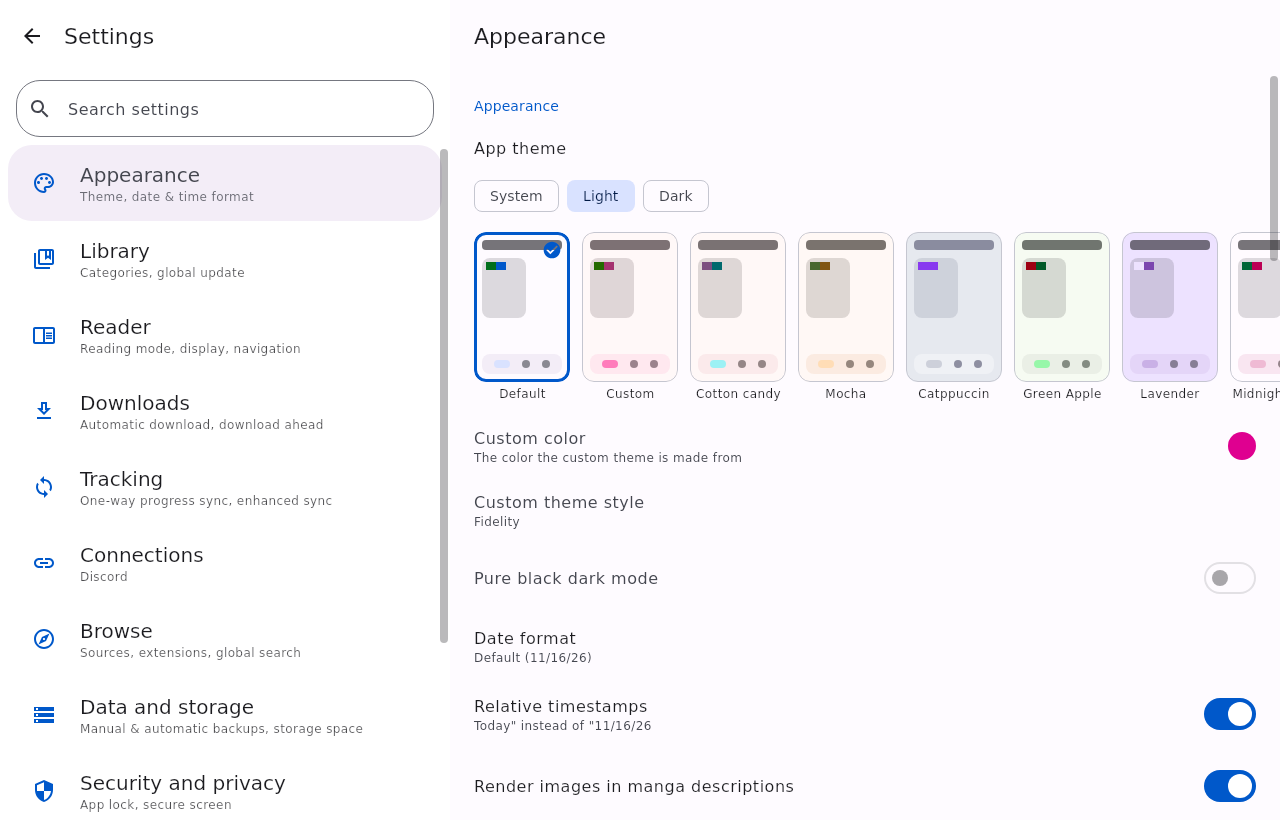 Settings
Search settings
Appearance
Theme, date & time format
Library
Categories, global update
Reader
Reading mode, display, navigation
Downloads
Automatic download, download ahead
Tracking
One-way progress sync, enhanced sync
Connections
Discord
Browse
Sources, extensions, global search
Data and storage
Manual & automatic backups, storage space
Security and privacy
App lock, secure screen
Appearance
Appearance
App theme
System Light Dark
Default Custom Cotton candy Mocha Catppuccin Green Apple Lavender Midnigh
Custom color
The color the custom theme is made from
Custom theme style
Fidelity
Pure black dark mode
Date format
Default (11/16/26)
Relative timestamps
Today" instead of "11/16/26
Render images in manga descriptions